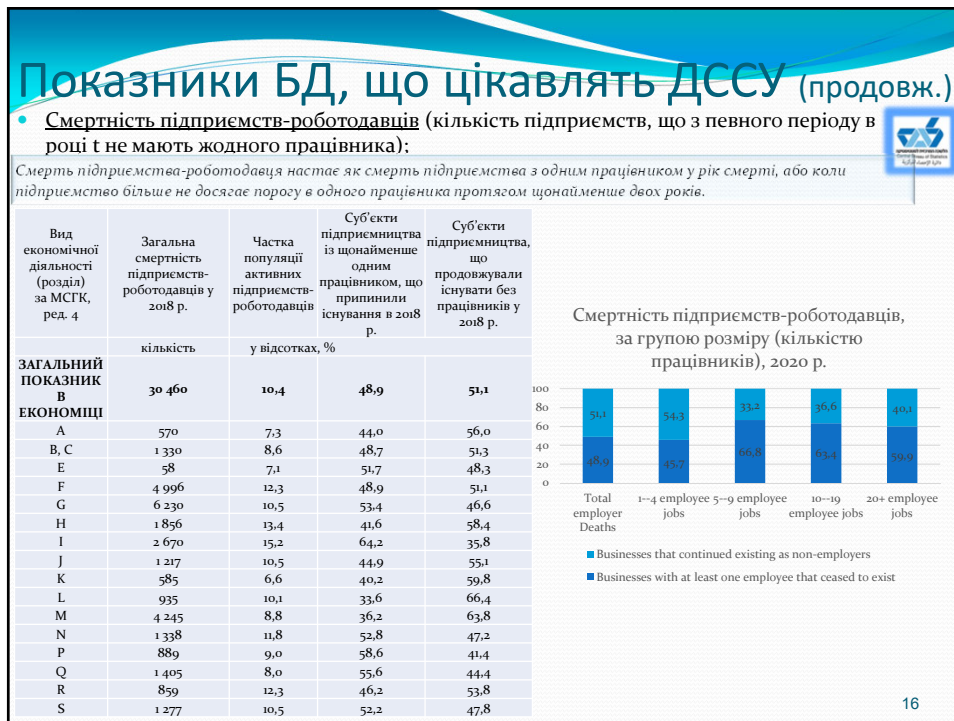 Показники БД, що цікавлять ДССУ (продовж.)
• Смертність підприємств-роботодавців (кількість підприємств, що з певного періоду в
році t не мають жодного працівника);
Смерть підприємства-роботодавця настає як смерть підприємства з одним працівником у рік смерті, або коли
підприємство більше не досягає порогу в одного працівника протягом щонайменше двох років.
Вид
економічної
діяльності
(розділ)
за МСГК,
ред. 4
Загальна
смертність
підприємств-
роботодавців у
2018 р.
Частка
популяції
активних
підприємств-
роботодавців
Суб’єкти
підприємництва
із щонайменше
одним
працівником, що
припинили
існування в 2018
р.
Суб’єкти
підприємництва,
що
продовжували
існувати без
працівників у
2018 р.
кількість у відсотках, %
ЗАГАЛЬНИЙ
ПОКАЗНИК
В
ЕКОНОМІЦІ
30 460 10,4 48,9 51,1
A 570 7,3 44,0 56,0
B, C 1 330 8,6 48,7 51,3
E 58 7,1 51,7 48,3
F 4 996 12,3 48,9 51,1
G 6 230 10,5 53,4 46,6
H 1 856 13,4 41,6 58,4
I 2 670 15,2 64,2 35,8
J 1 217 10,5 44,9 55,1
K 585 6,6 40,2 59,8
L 935 10,1 33,6 66,4
M 4 245 8,8 36,2 63,8
N 1 338 11,8 52,8 47,2
P 889 9,0 58,6 41,4
Q 1 405 8,0 55,6 44,4
R 859 12,3 46,2 53,8
S 1 277 10,5 52,2 47,8
Смертність підприємств-роботодавців,
за групою розміру (кількістю
працівників), 2020 р.
100
80
60
40
20
0
51,1 54,3 33,2 36,6 40,1
48,9 45,7 66,8 63,4 59,9
Total
employer
Deaths
1--4 employee
jobs
5--9 employee
jobs
10--19
employee jobs
20+ employee
jobs
Businesses that continued existing as non-employers
Businesses with at least one employee that ceased to exist
16